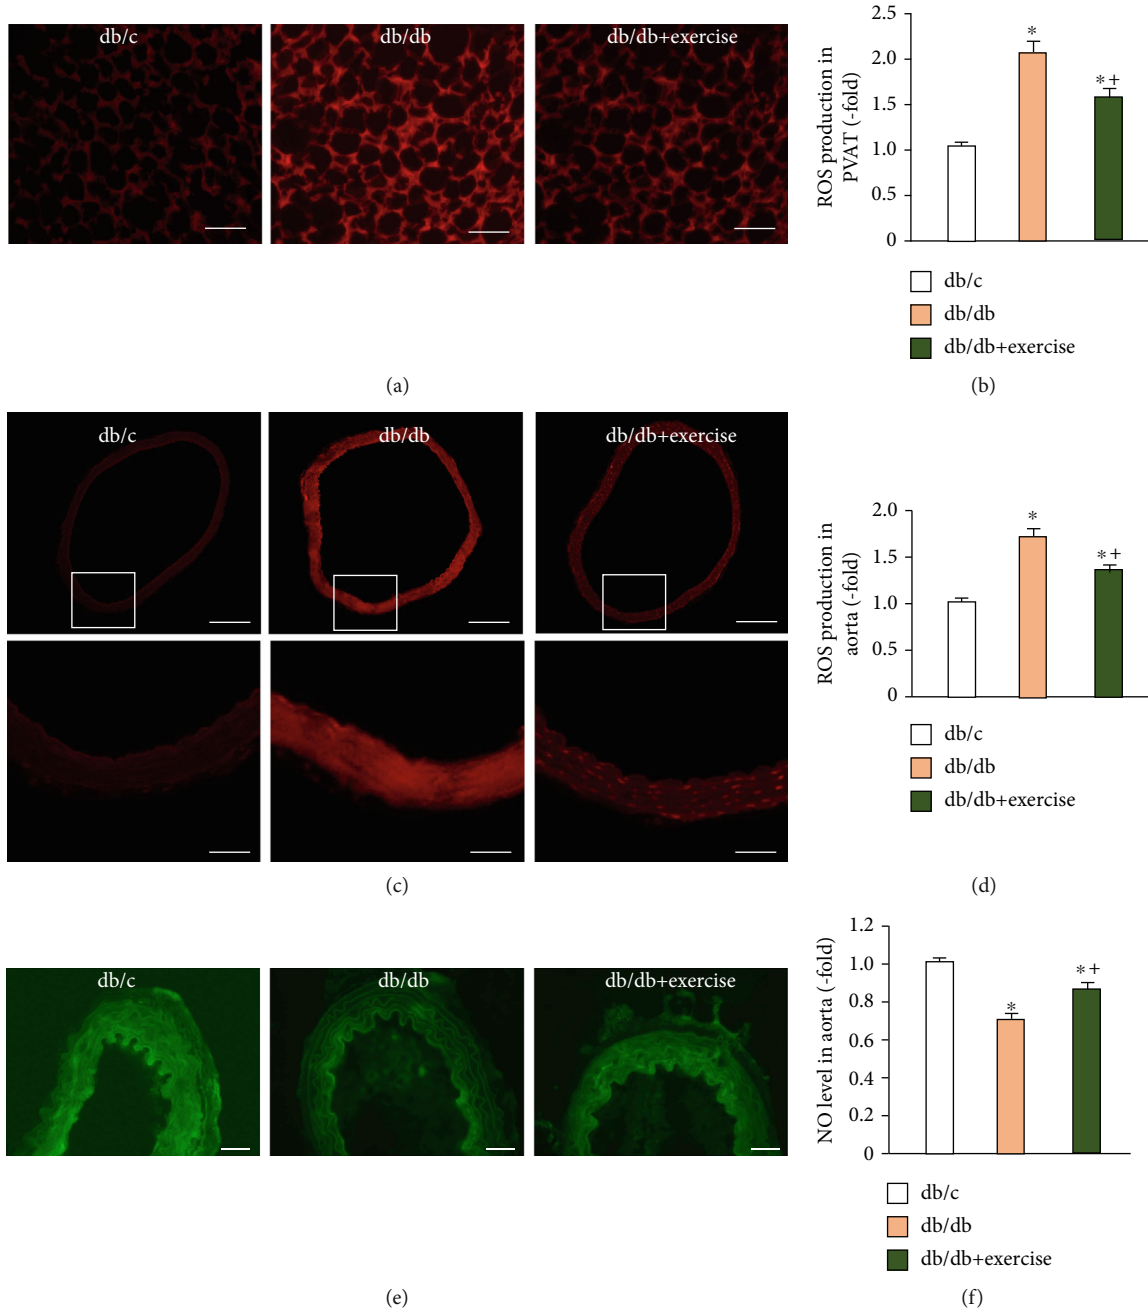 db/c
db/db
db/db+exercise
(a)
ROS production in
PVAT (-fold)
2.5
2.0
1.5
1.0
0.5
0
*
*+
db/c
db/db
db/db+exercise
(b)
db/c
db/db
db/db+exercise
(c)
ROS production in
aorta (-fold)
2.0
1.5
1.0
0.5
0
*
*+
db/c
db/db
db/db+exercise
(d)
db/c
db/db
db/db+exercise
(e)
NO level in aorta (-fold)
1.2
1.0
0.8
0.6
0.4
0.2
0
*
*+
db/c
db/db
db/db+exercise
(f)